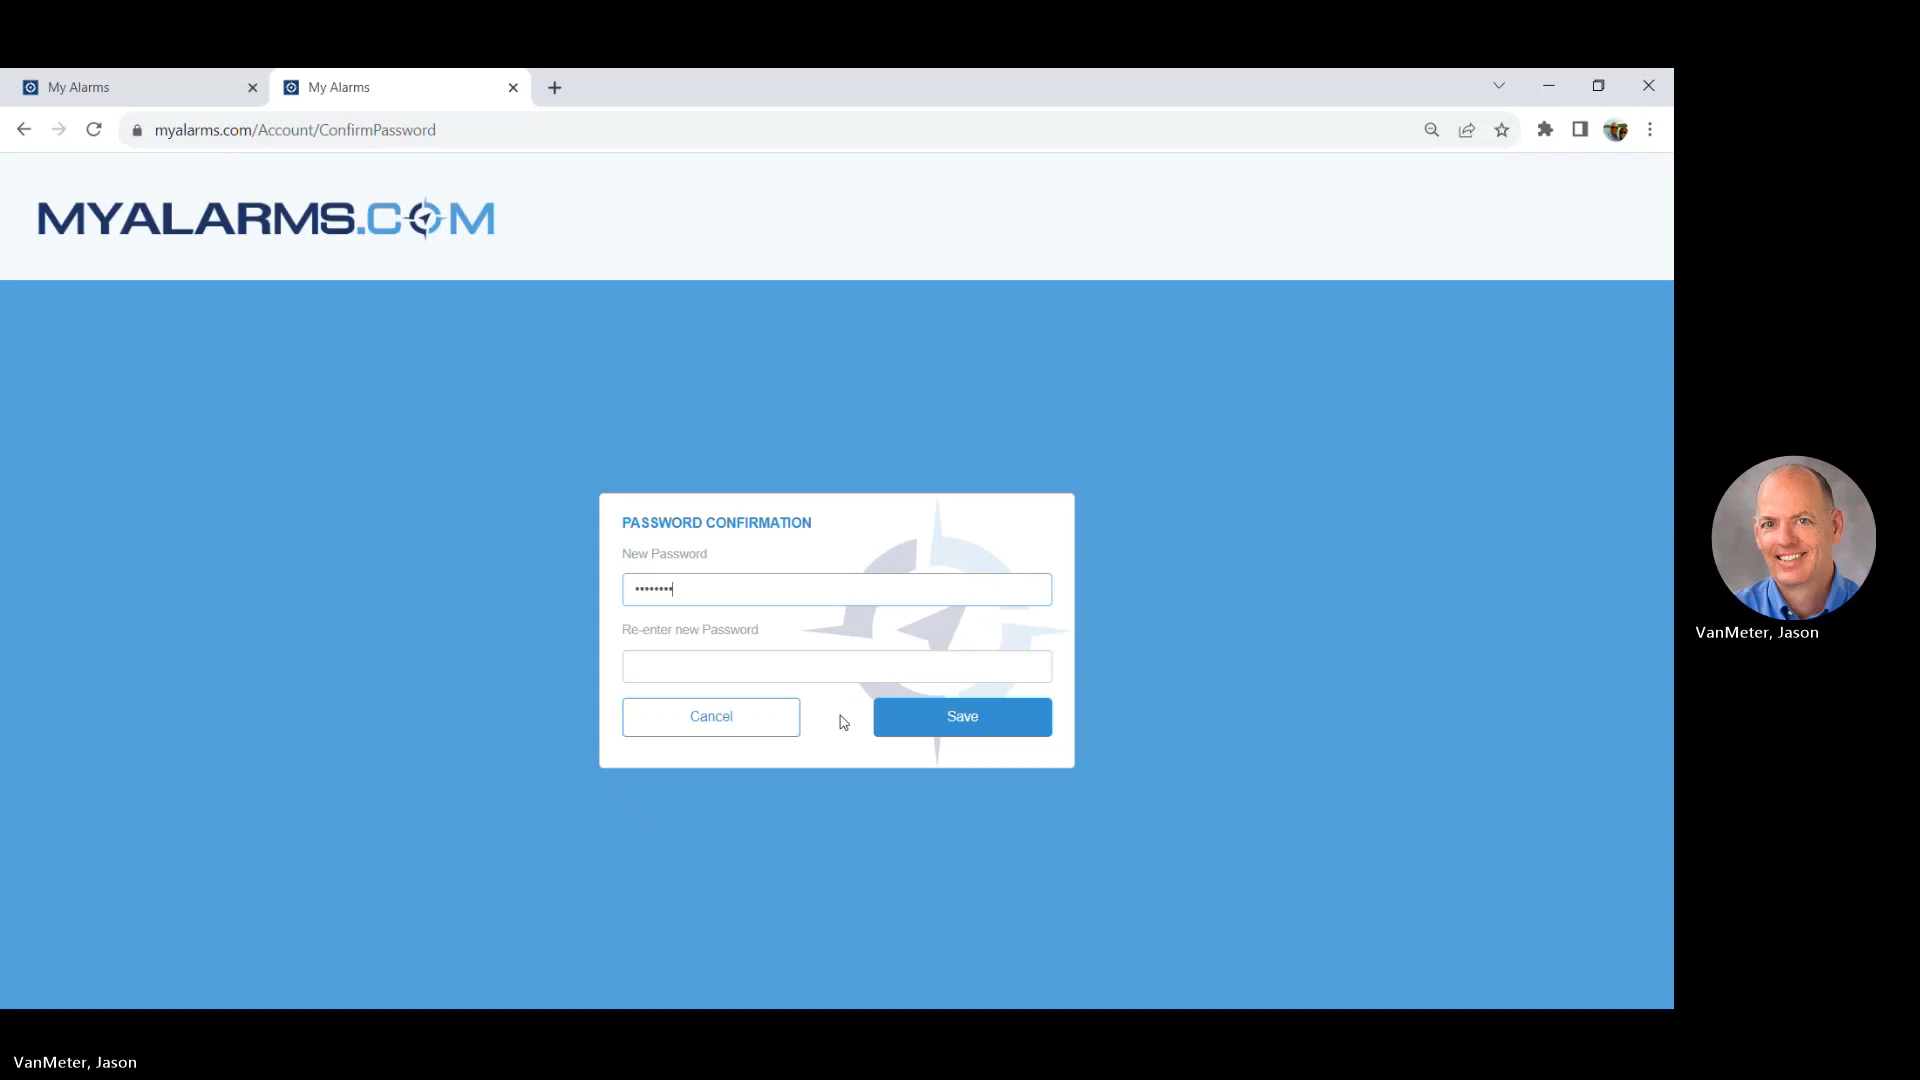 My Alarms
My Alarms
myalarms.com/Account/ConfirmPassword
MYALARMS.COM
PASSWORD CONFIRMATION
New Password
••••••••
Re-enter new Password
Cancel
Save
VanMeter, Jason
VanMeter, Jason